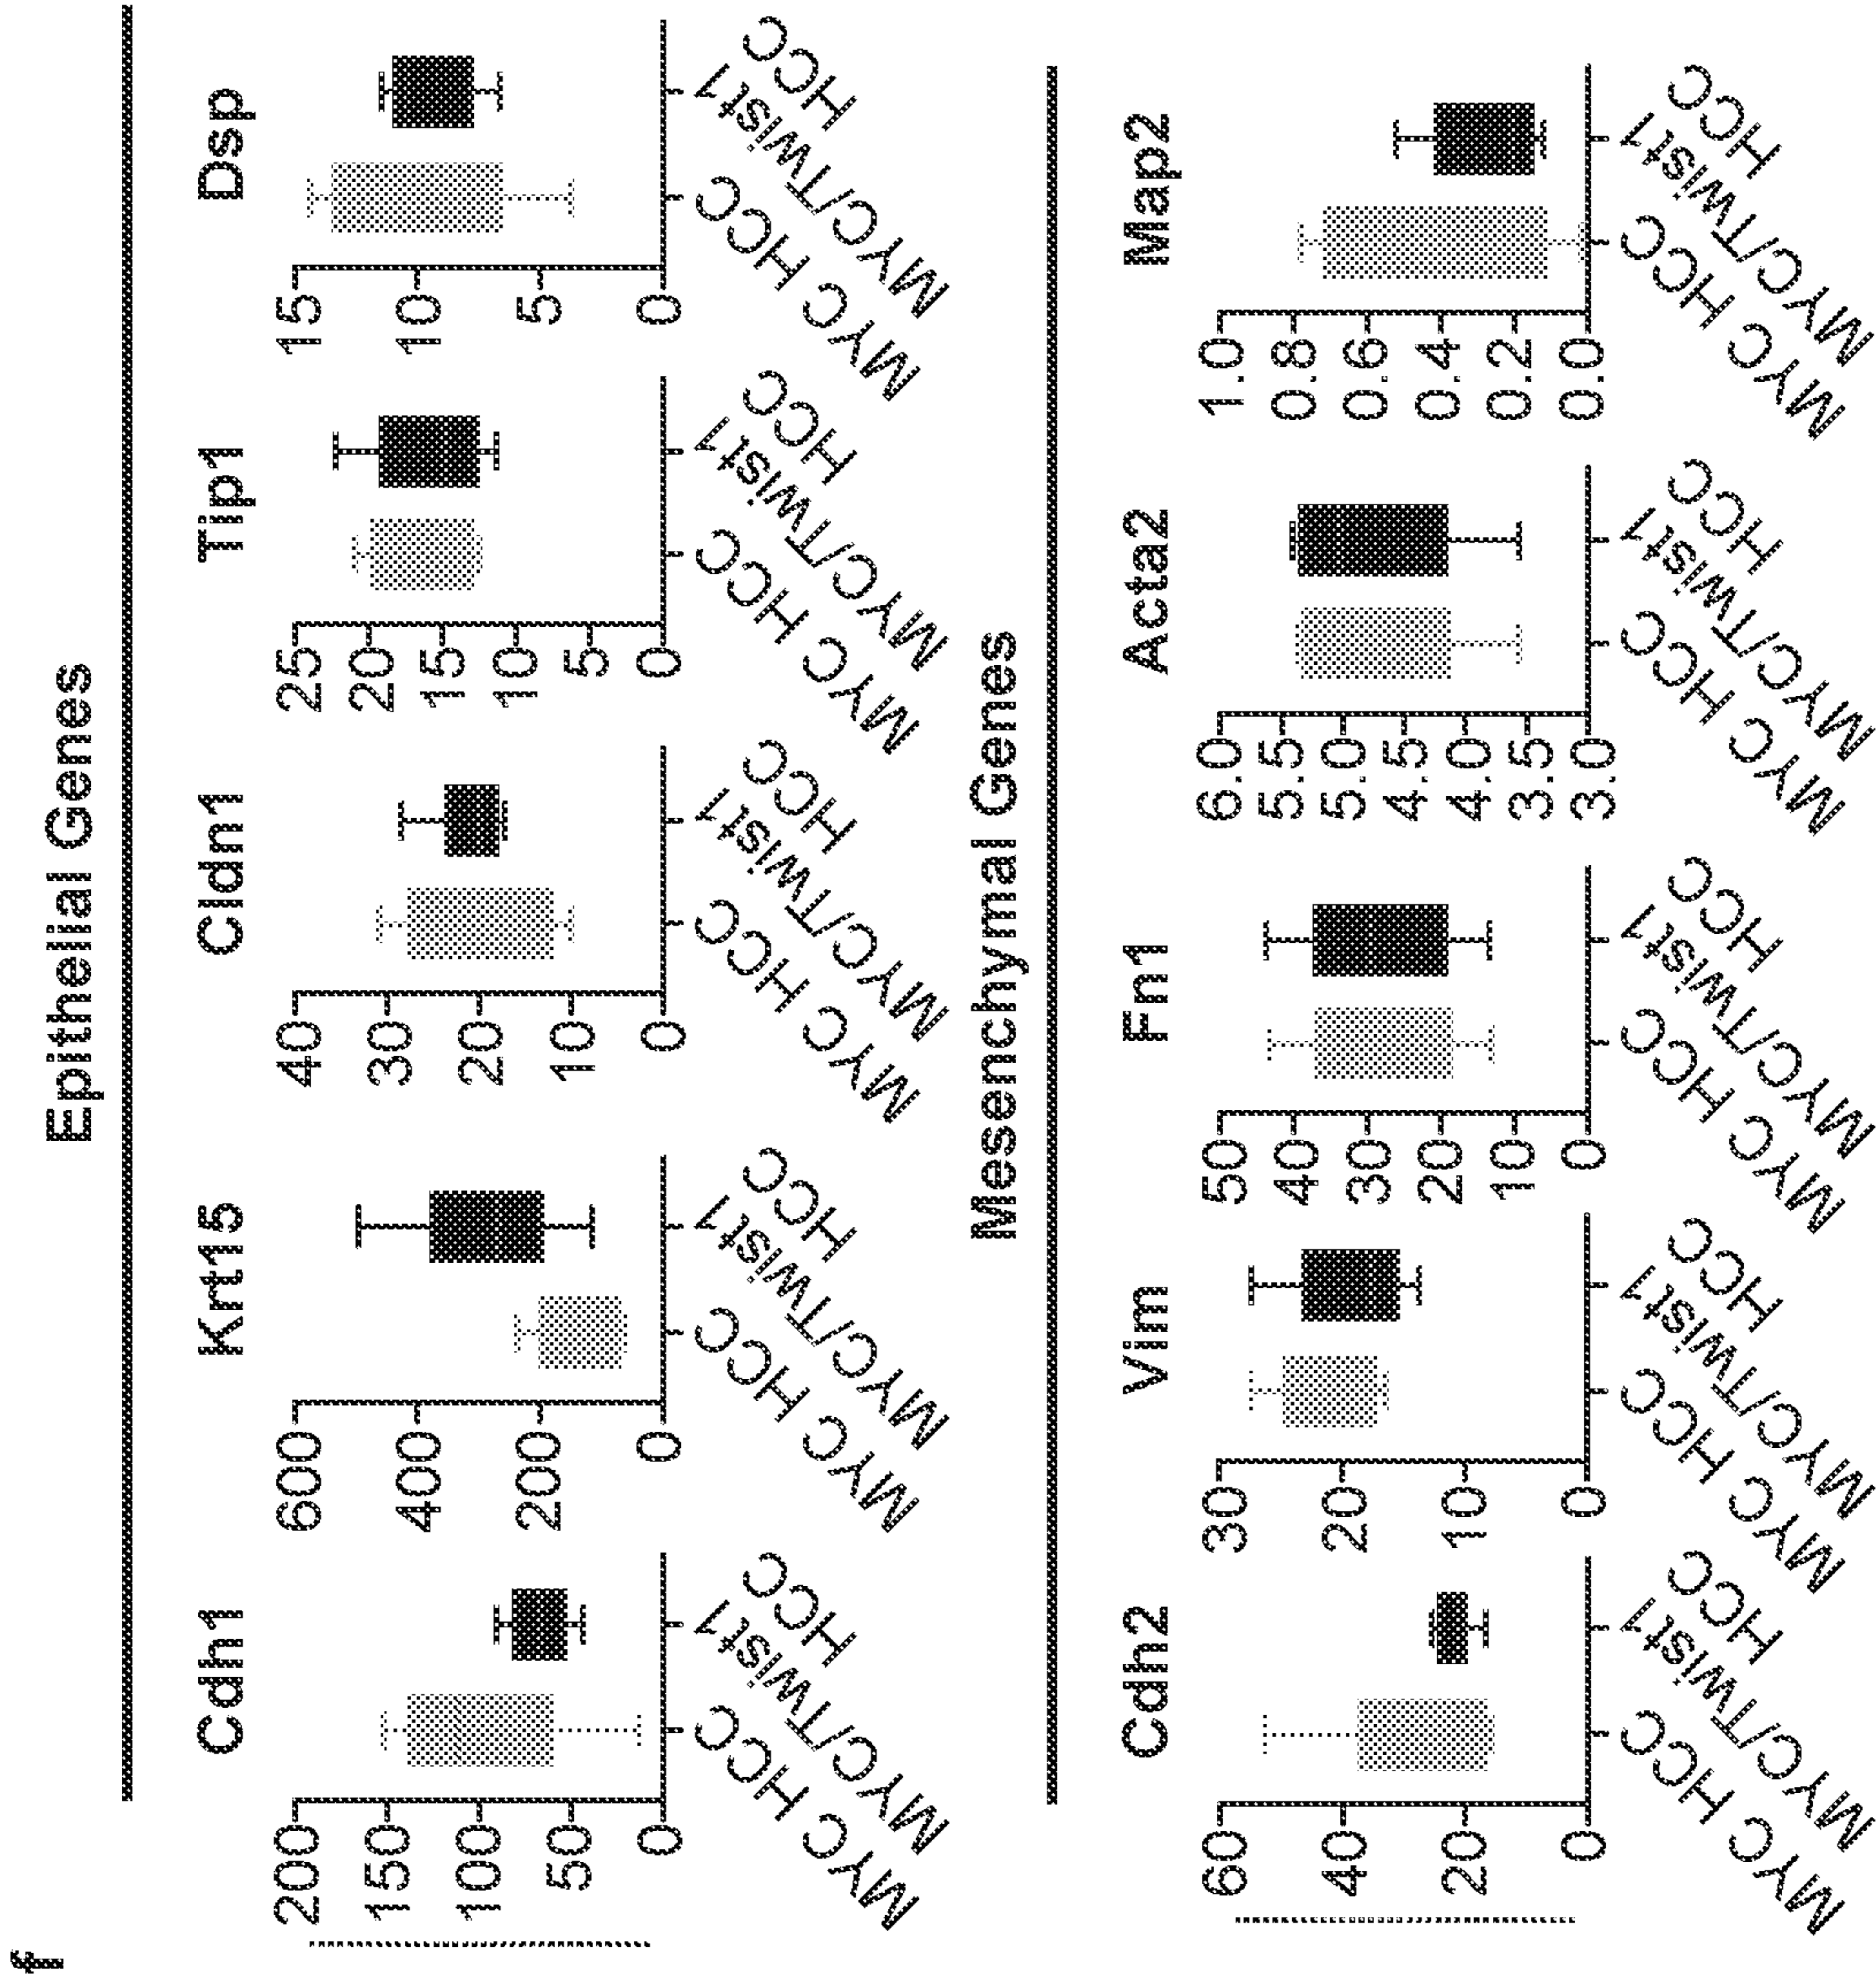 f
Epithelial Genes
Cdh1
200
150
100
50
0
MYC HCC
MYC/Twist1
HCC
Krt15
600
400
200
0
MYC HCC
MYC/Twist1
HCC
Cldn1
40
30
20
10
0
MYC HCC
MYC/Twist1
HCC
Tip1
25
20
15
10
5
0
MYC HCC
MYC/Twist1
HCC
Dsp
15
10
5
0
MYC HCC
MYC/Twist1
HCC
Mesenchymal Genes
Cdh2
60
40
20
0
MYC HCC
MYC/Twist1
HCC
Vim
30
20
10
0
MYC HCC
MYC/Twist1
HCC
Fn1
50
40
30
20
10
0
MYC HCC
MYC/Twist1
HCC
Acta2
6.0
5.5
5.0
4.5
4.0
3.5
3.0
MYC HCC
MYC/Twist1
HCC
Map2
1.0
0.8
0.6
0.4
0.2
0.0
MYC HCC
MYC/Twist1
HCC